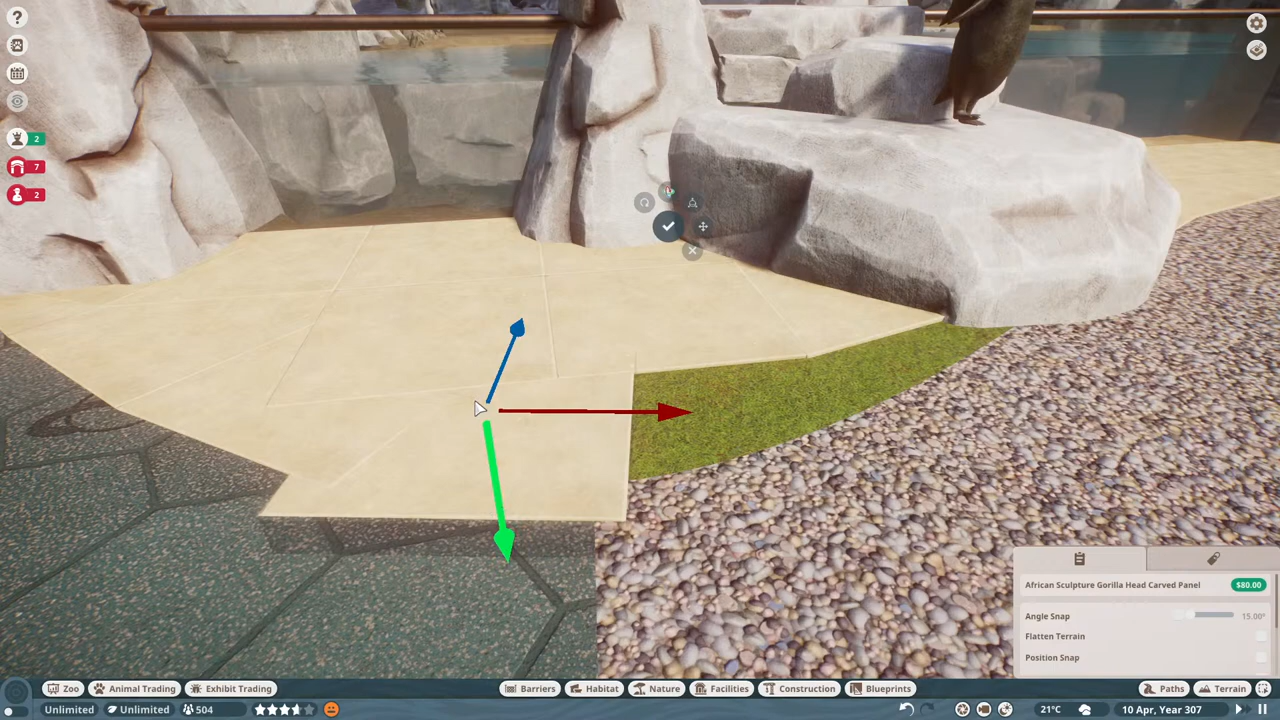 ?
2
7
2
African Sculpture Gorilla Head Carved Panel $80.00
Angle Snap 15.00°
Flatten Terrain
Position Snap
Zoo Animal Trading Exhibit Trading Barriers Habitat Nature Facilities Construction Blueprints Paths Terrain
Unlimited Unlimited 504 21°C 10 Apr, Year 307